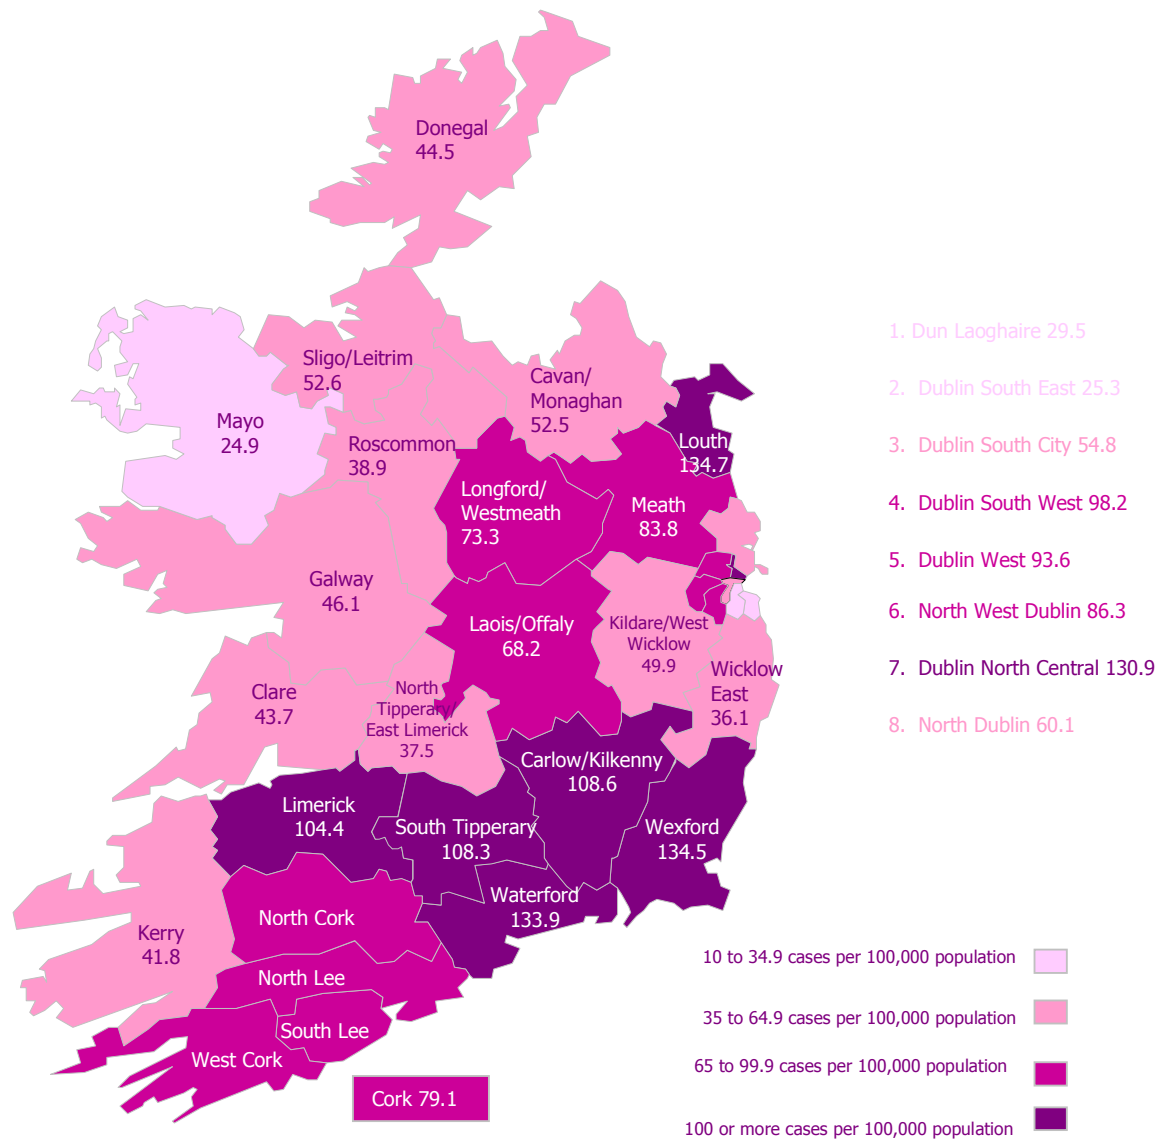 Donegal
44.5
Sligo/Leitrim
52.6
Cavan/
Monaghan
52.5
Mayo
24.9
Roscommon
38.9
Louth
134.7
Longford/
Westmeath
73.3
Meath
83.8
Galway
46.1
Laois/Offaly
68.2
Kildare/West
Wicklow
49.9
Wicklow
East
36.1
Clare
43.7
North
Tipperary/
East Limerick
37.5
Carlow/Kilkenny
108.6
Limerick
104.4
South Tipperary
108.3
Wexford
134.5
Waterford
133.9
Kerry
41.8
North Cork
North Lee
South Lee
West Cork
Cork 79.1
1. Dun Laoghaire 29.5
2. Dublin South East 25.3
3. Dublin South City 54.8
4. Dublin South West 98.2
5. Dublin West 93.6
6. North West Dublin 86.3
7. Dublin North Central 130.9
8. North Dublin 60.1
10 to 34.9 cases per 100,000 population
35 to 64.9 cases per 100,000 population
65 to 99.9 cases per 100,000 population
100 or more cases per 100,000 population